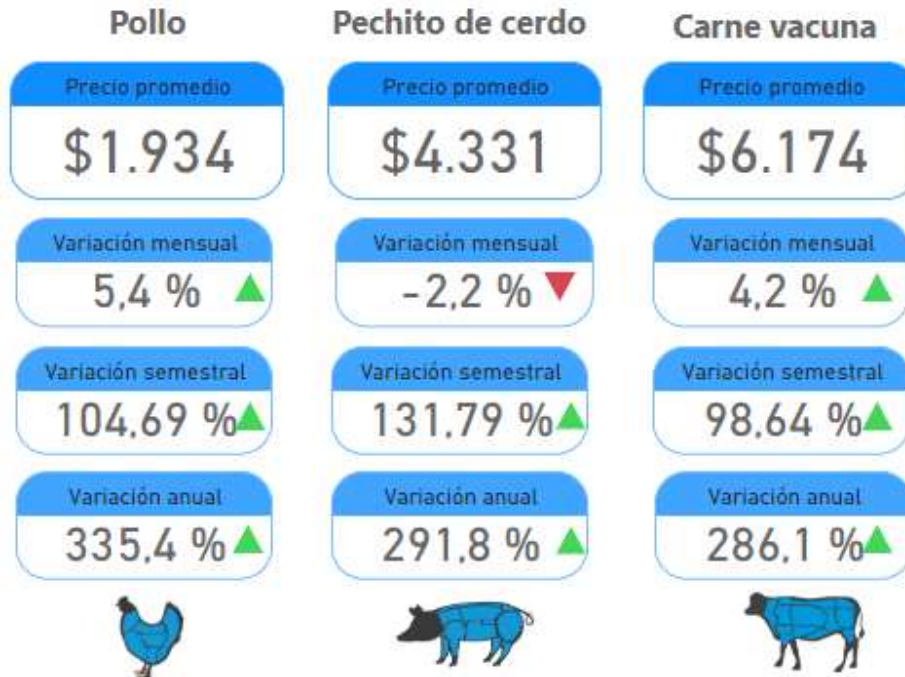 Pollo
Pechito de cerdo
Carne vacuna
Precio promedio
Precio promedio
Precio promedio
$1.934
$4.331
$6.174
Variación mensual
Variación mensual
Variación mensual
5,4 %
-2,2 %
4,2 %
Variación semestral
Variación semestral
Variación semestral
104,69 %
131,79 %
98,64 %
Variación anual
Variación anual
Variación anual
335,4 %
291,8 %
286,1 %